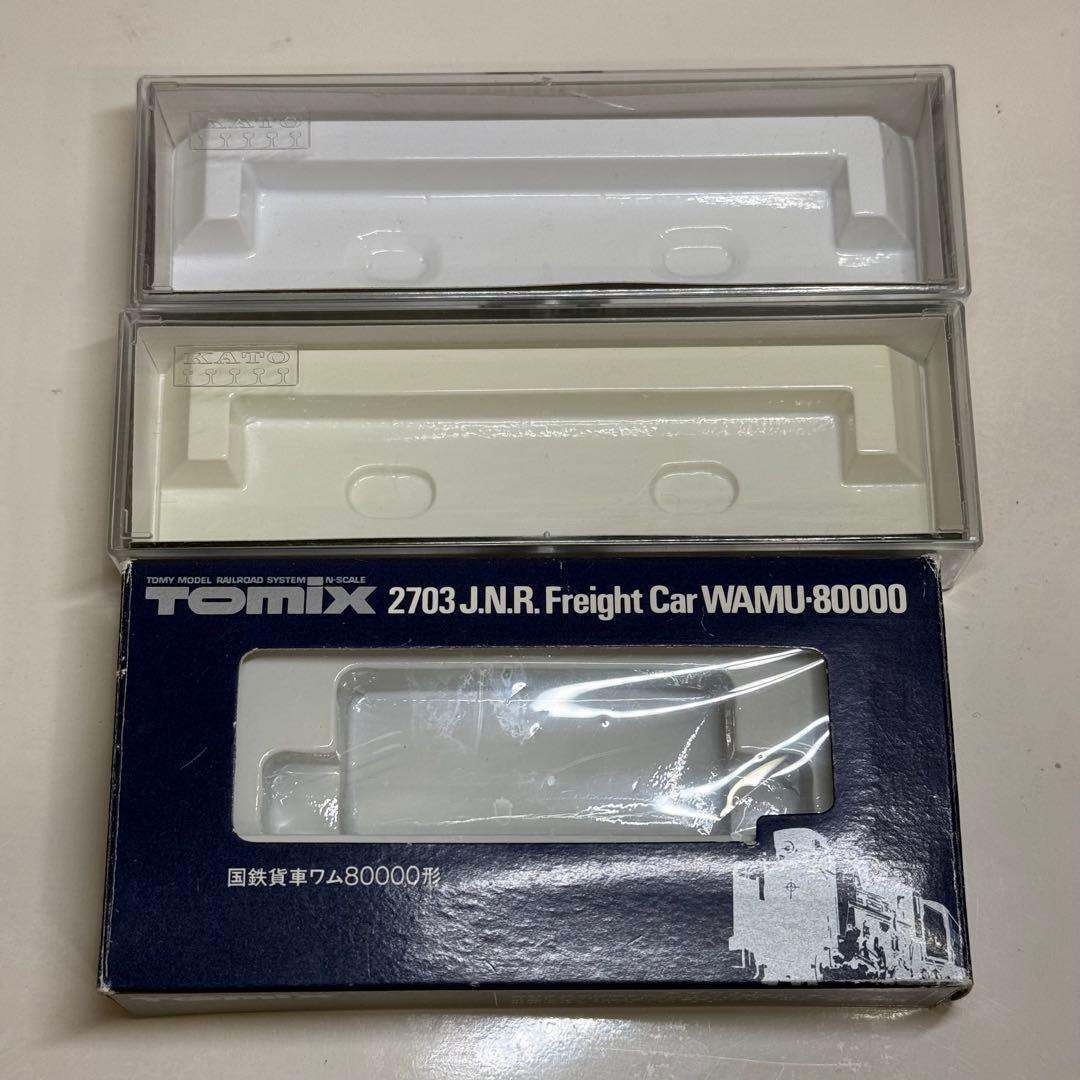 KATO
KATO
TOMY MODEL RAILROAD SYSTEM N-SCALE
TOMIX 2703 J.N.R. Freight Car WAMU-80000
国鉄貨車ワム80000形
TOMIX